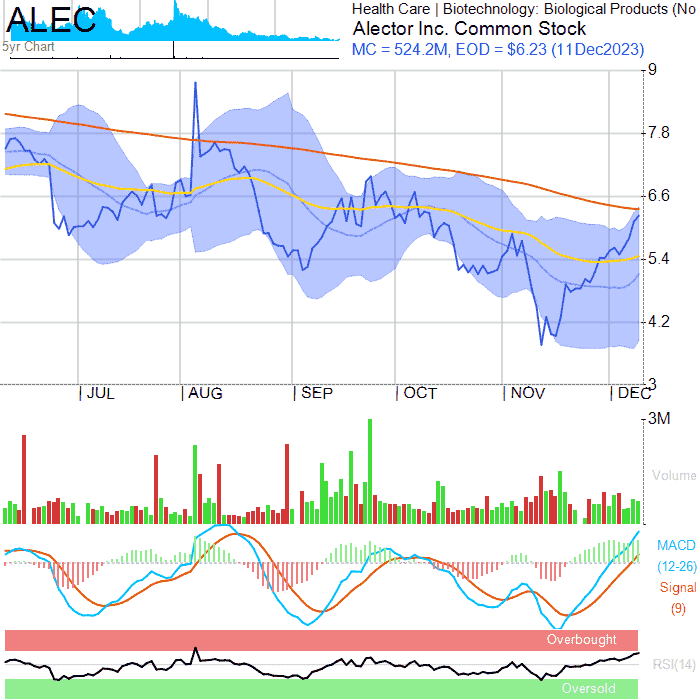 ALEC
5yr Chart
Health Care | Biotechnology: Biological Products (No
Alector Inc. Common Stock
MC = 524.2M, EOD = $6.23 (11Dec2023)
9
7.8
6.6
5.4
4.2
3
| JUL | AUG | SEP | OCT | NOV | DEC
3M
Volume
MACD
(12-26)
Signal
(9)
Overbought
RSI(14)
Oversold